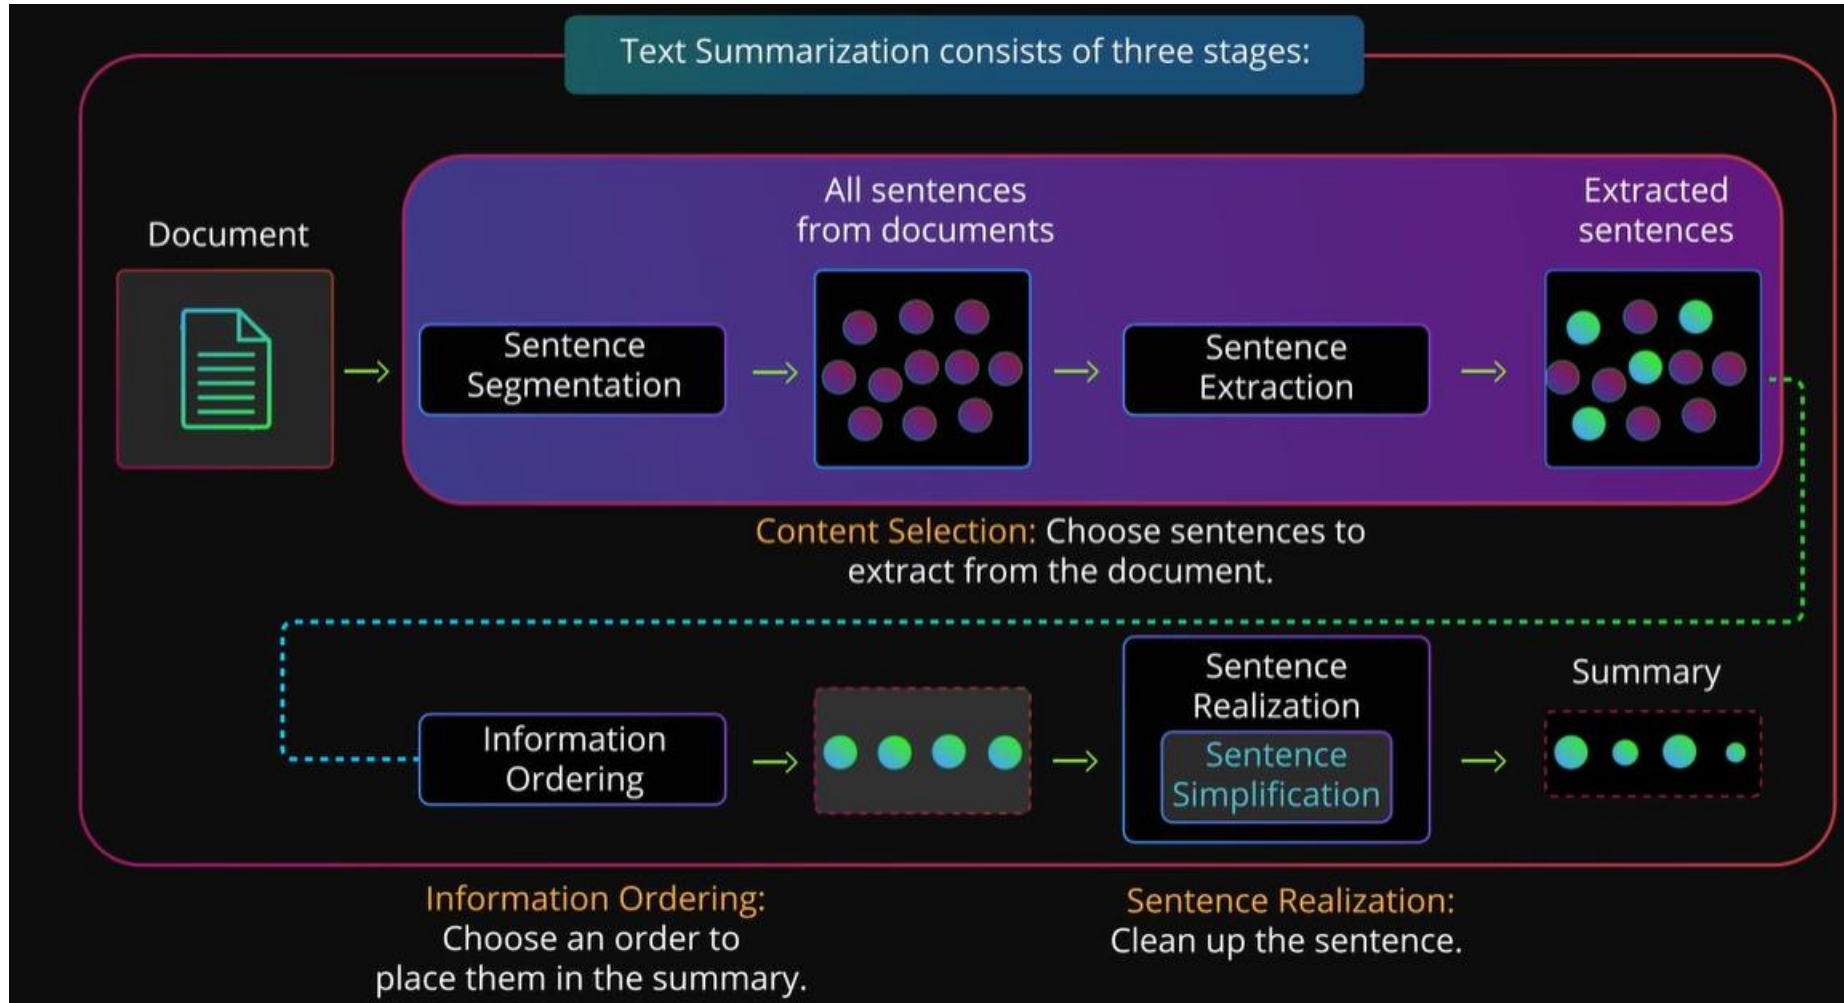 Text Summarization consists of three stages:
Document
Sentence
Segmentation
All sentences
from documents
Sentence
Extraction
Extracted
sentences
Content Selection: Choose sentences to
extract from the document.
Information
Ordering
Sentence
Realization
Sentence
Simplification
Summary
Information Ordering:
Choose an order to
place them in the summary.
Sentence Realization:
Clean up the sentence.